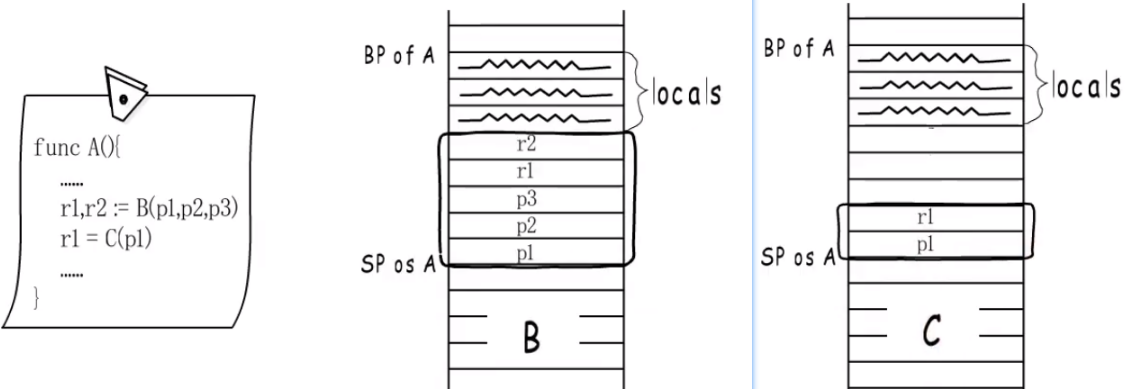 func A(){
......
r1,r2 := B(p1,p2,p3)
r1 = C(p1)
......
}
BP of A
locals
r2
r1
p3
p2
p1
SP os A
B
BP of A
locals
r1
p1
SP os A
C